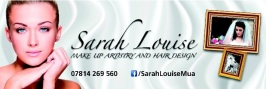 Sarah Louise
MAKE UP ARTISTRY AND HAIR DESIGN
07814 269 560 f/SarahLouiseMua